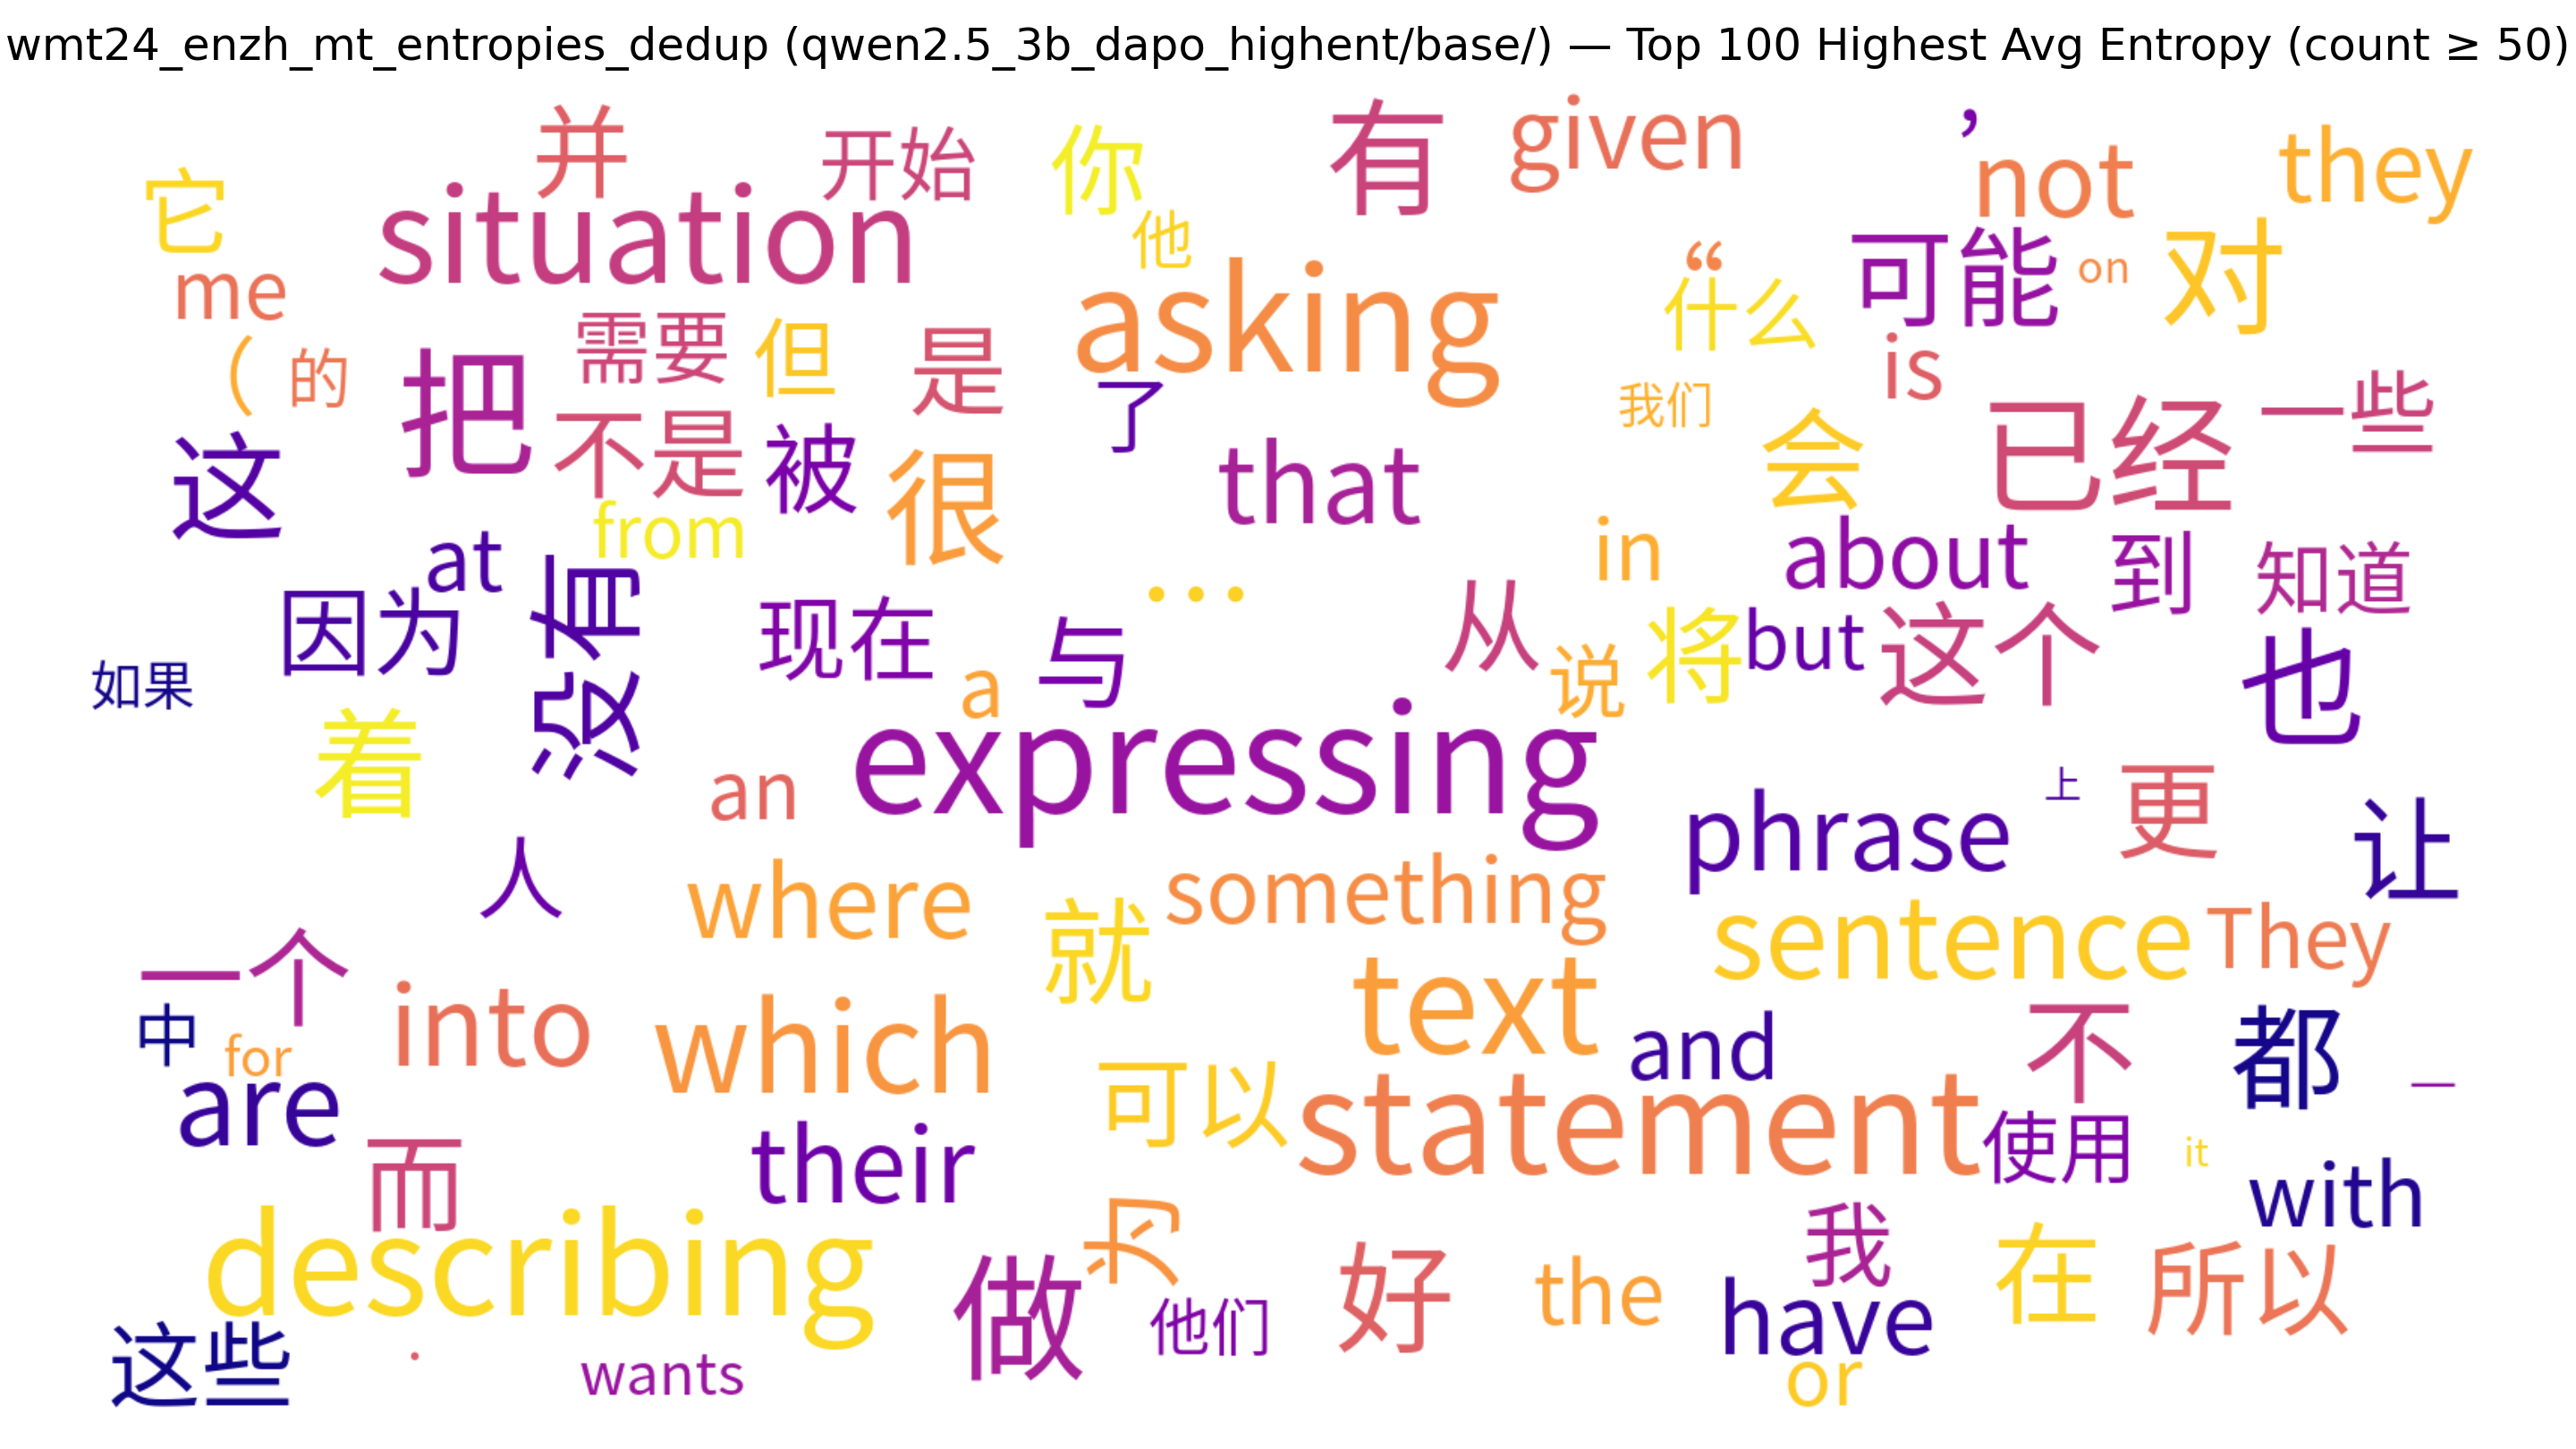 wmt24_enzh_mt_entropies_dedup (qwen2.5_3b_dapo_highent/base/) — Top 100 Highest Avg Entropy (count ≥ 50)
并
开始
你
有
given
,
not
they
它
situation
他
asking
“
什么
可能
on
对
me
(
的
把
需要
但
是
了
我们
is
已经
一些
这
不是
被
很
that
会
from
at
没有
in
about
到
知道
因为
现在
…
与
从
说
将
but
这个
也
如果
着
a
expressing
an
人
phrase
上
更
让
where
something
就
sentence
They
一个
中
for
into
which
text
and
不
都
一
are
而
their
可以
statement
使用
it
with
describing
为
做
他们
好
the
我
have
在
所以
这些
.
wants
or